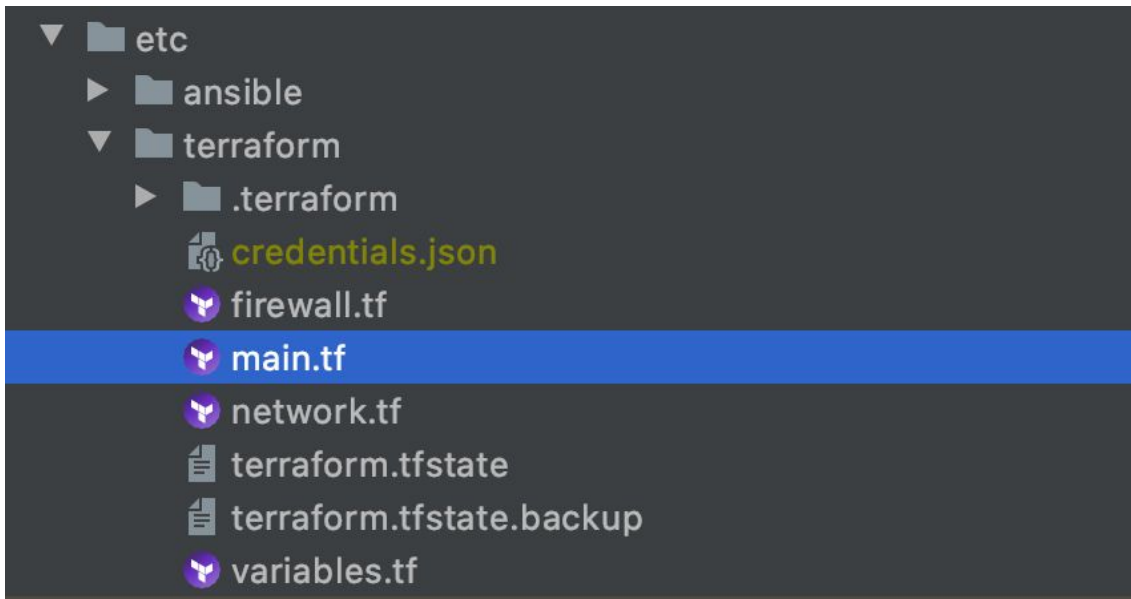 etc
ansible
terraform
.terraform
credentials.json
firewall.tf
main.tf
network.tf
terraform.tfstate
terraform.tfstate.backup
variables.tf